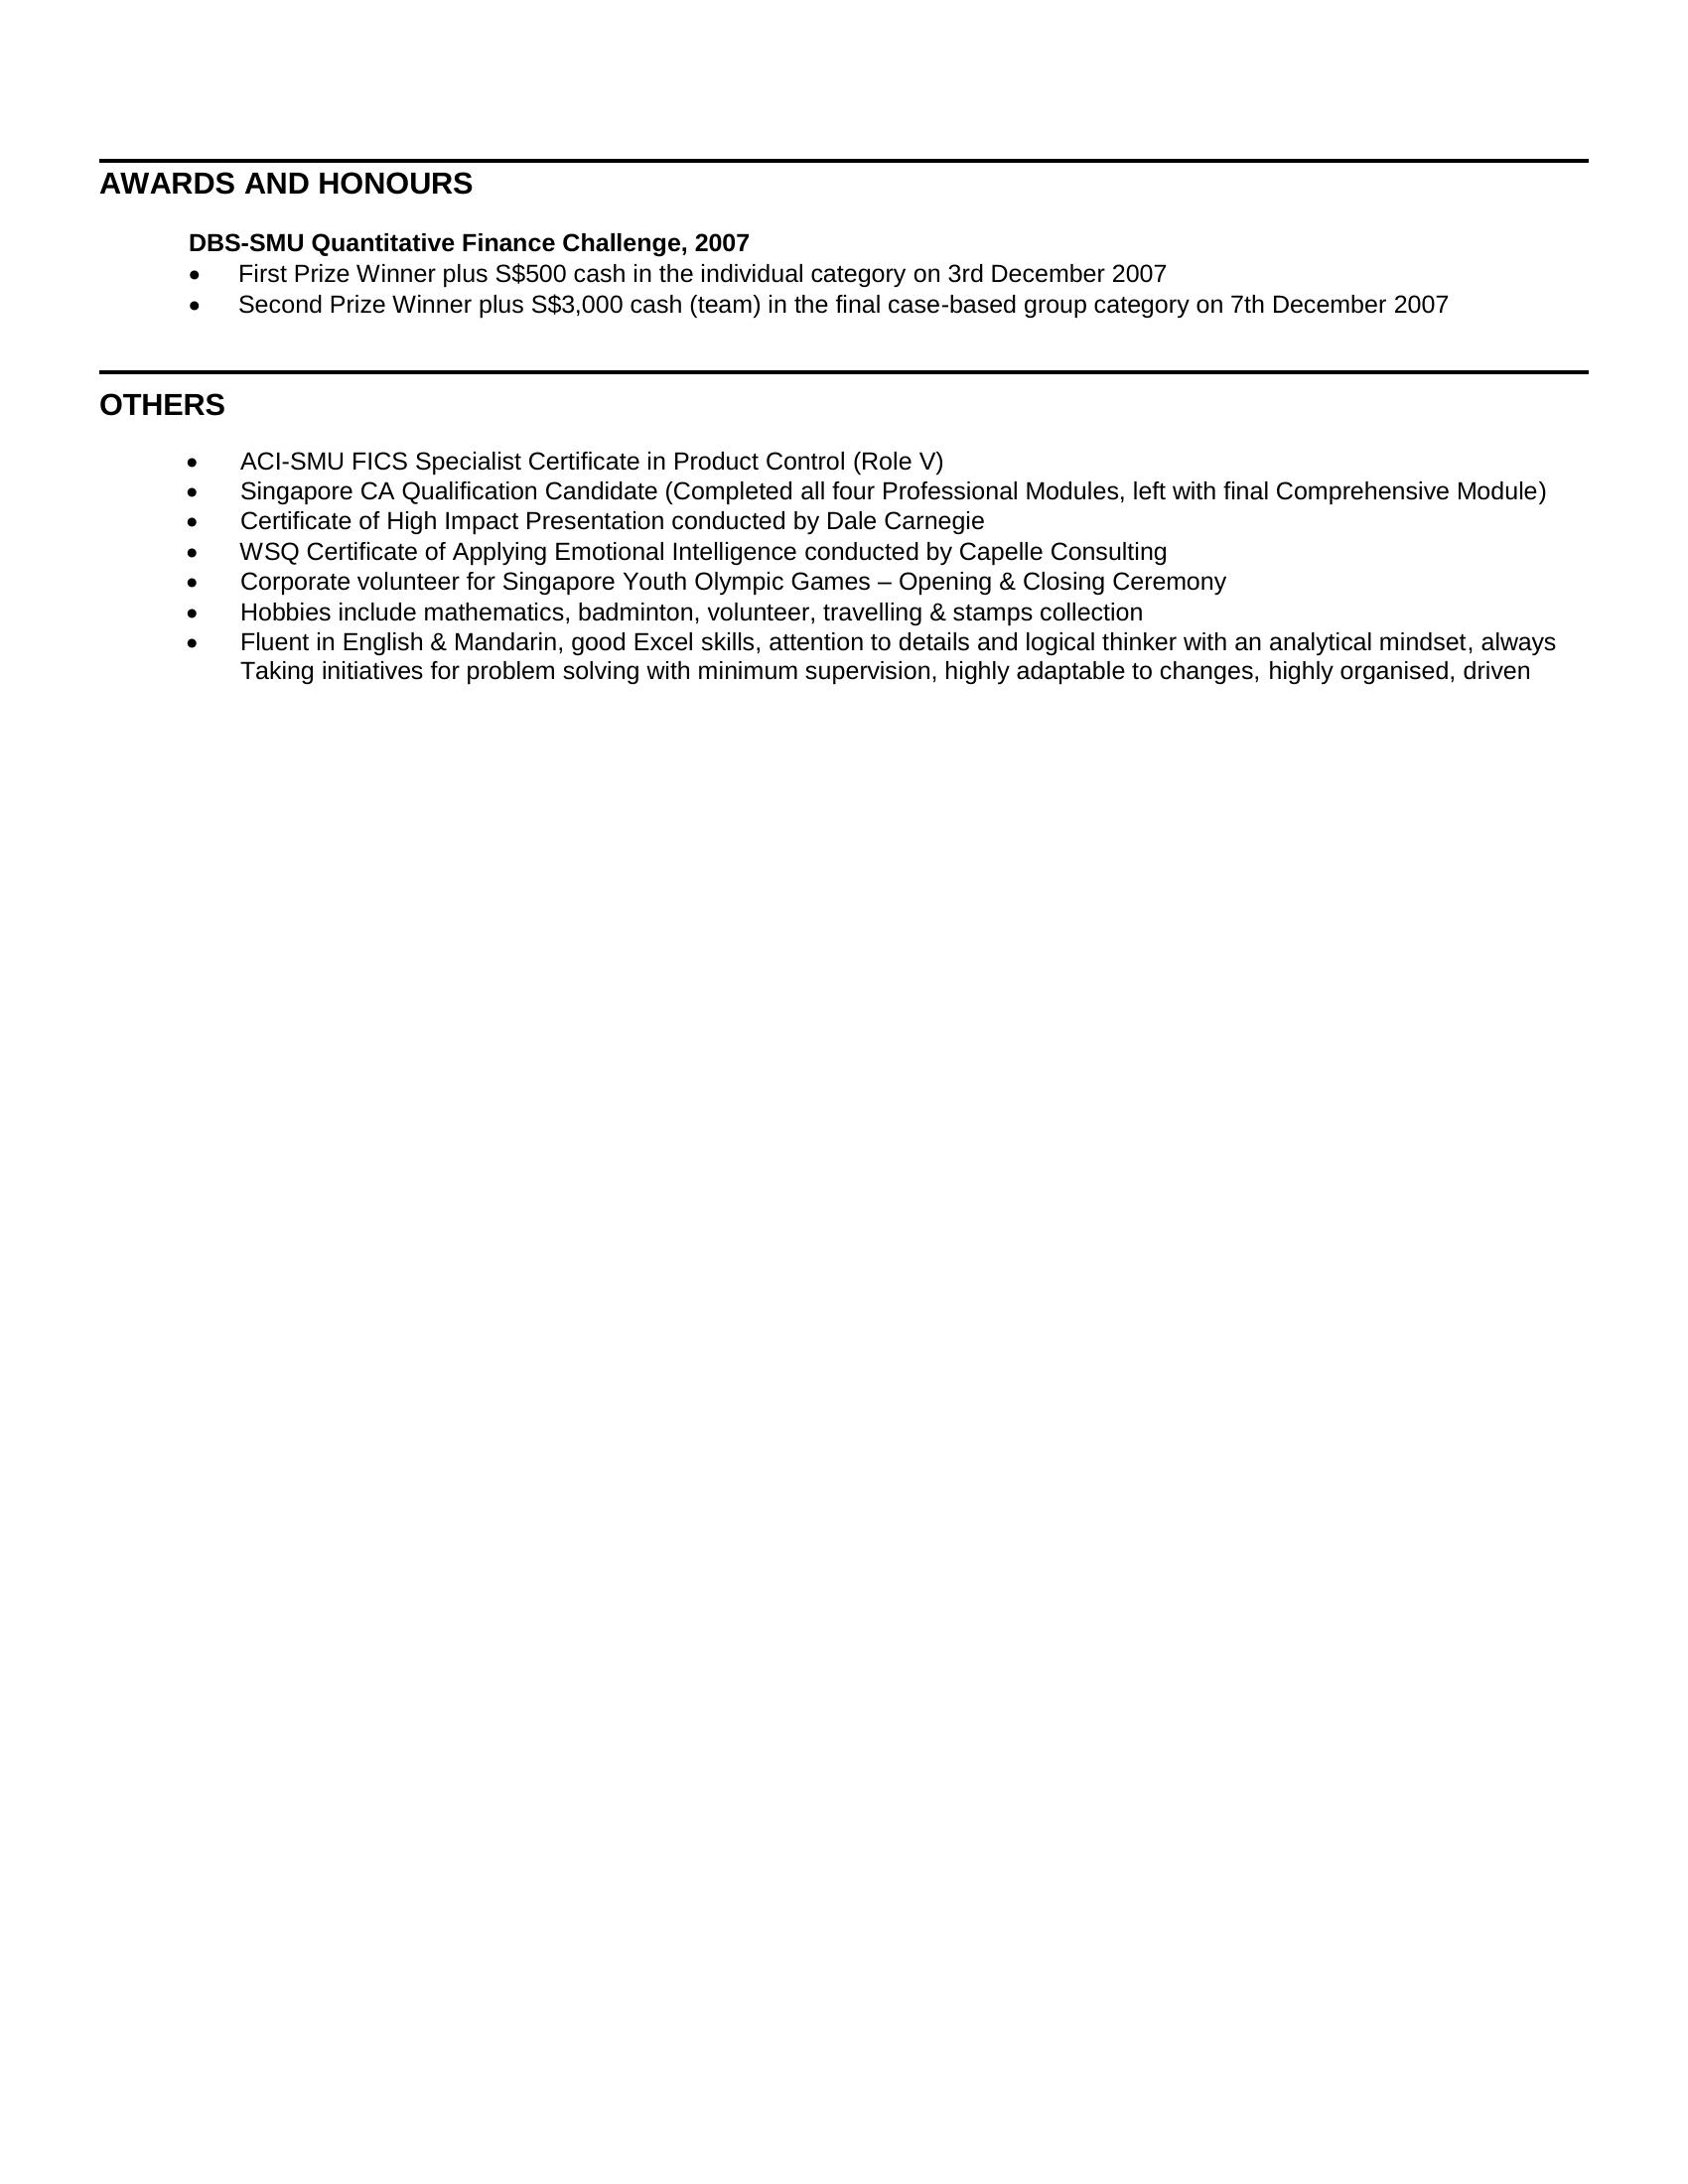 AWARDS AND HONOURS
DBS-SMU Quantitative Finance Challenge, 2007
• First Prize Winner plus S$500 cash in the individual category on 3rd December 2007
• Second Prize Winner plus S$3,000 cash (team) in the final case-based group category on 7th December 2007
OTHERS
• ACI-SMU FICS Specialist Certificate in Product Control (Role V)
• Singapore CA Qualification Candidate (Completed all four Professional Modules, left with final Comprehensive Module)
• Certificate of High Impact Presentation conducted by Dale Carnegie
• WSQ Certificate of Applying Emotional Intelligence conducted by Capelle Consulting
• Corporate volunteer for Singapore Youth Olympic Games – Opening & Closing Ceremony
• Hobbies include mathematics, badminton, volunteer, travelling & stamps collection
• Fluent in English & Mandarin, good Excel skills, attention to details and logical thinker with an analytical mindset, always
Taking initiatives for problem solving with minimum supervision, highly adaptable to changes, highly organised, driven